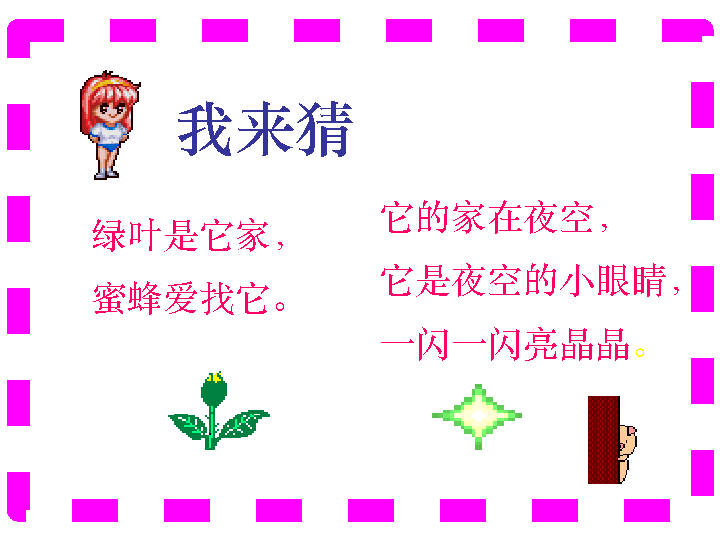 我来猜
绿叶是它家，
蜜蜂爱找它。
它的家在夜空，
它是夜空的小眼睛，
一闪一闪亮晶晶。